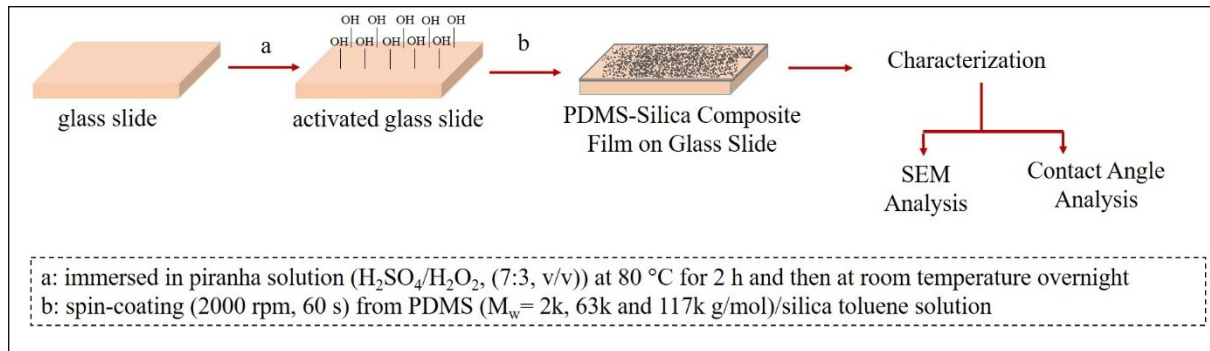 OH OH OH OH OH
OH OH OH OH OH
a
b
glass slide
activated glass slide
PDMS-Silica Composite
Film on Glass Slide
Characterization
SEM
Analysis
Contact Angle
Analysis
a: immersed in piranha solution (H₂SO₄/H₂O₂, (7:3, v/v)) at 80 °C for 2 h and then at room temperature overnight
b: spin-coating (2000 rpm, 60 s) from PDMS (M_w= 2k, 63k and 117k g/mol)/silica toluene solution